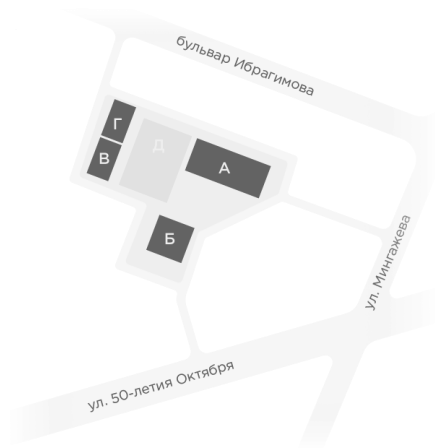 бульвар Ибрагимова
Г
Д
В
А
Б
ул. Мингажева
ул. 50-летия Октября